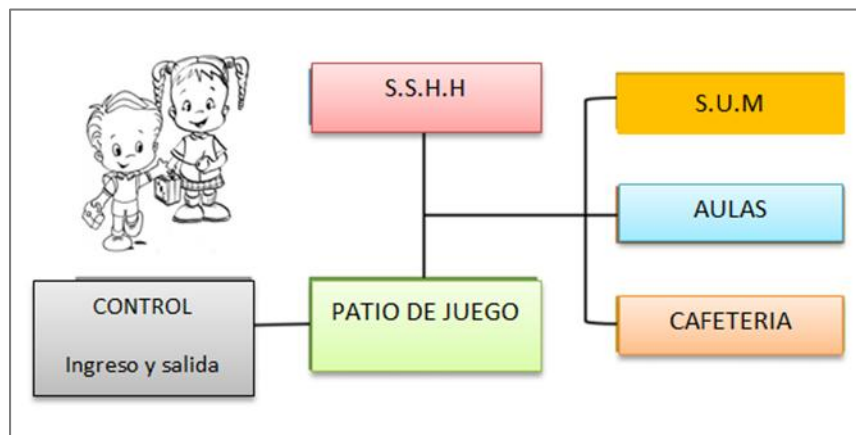 S.S.H.H
S.U.M
AULAS
CONTROL
Ingreso y salida
PATIO DE JUEGO
CAFETERIA